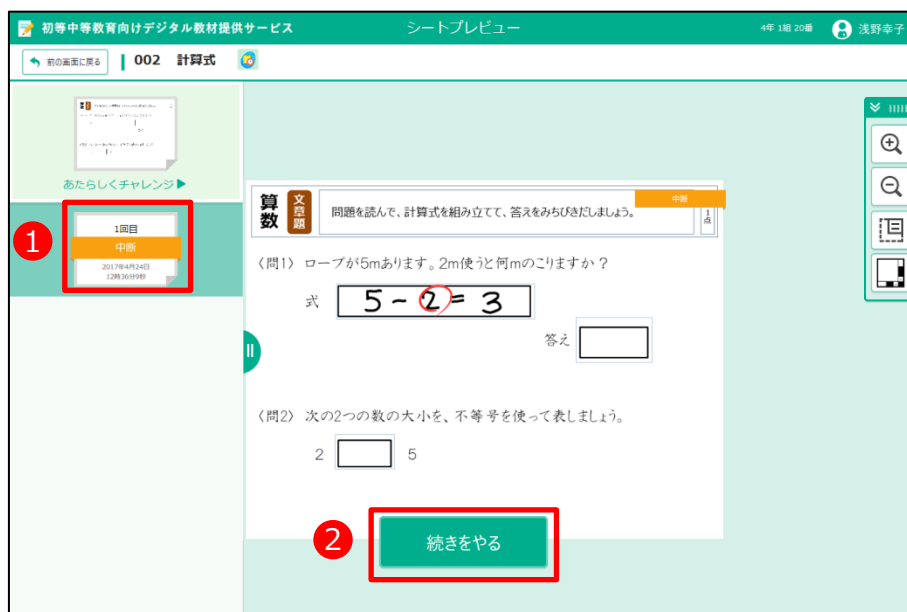 初等中等教育向けデジタル教材提供サービス
シートプレビュー
4年 1組 20番
浅野幸子
前の画面に戻る
002 計算式
あたらしくチャレンジ▶
1
1回目
中断
2017年4月24日
12時36分9秒
算数
文章題
問題を読んで、計算式を組み立てて、答えをみちびきだしましょう。
中断
1点
〈問1〉 ロープが5mあります。2m使うと何mのこりますか？
式
5-2=3
答え
〈問2〉 次の2つの数の大小を、不等号を使って表しましょう。
2 5
2
続きをやる